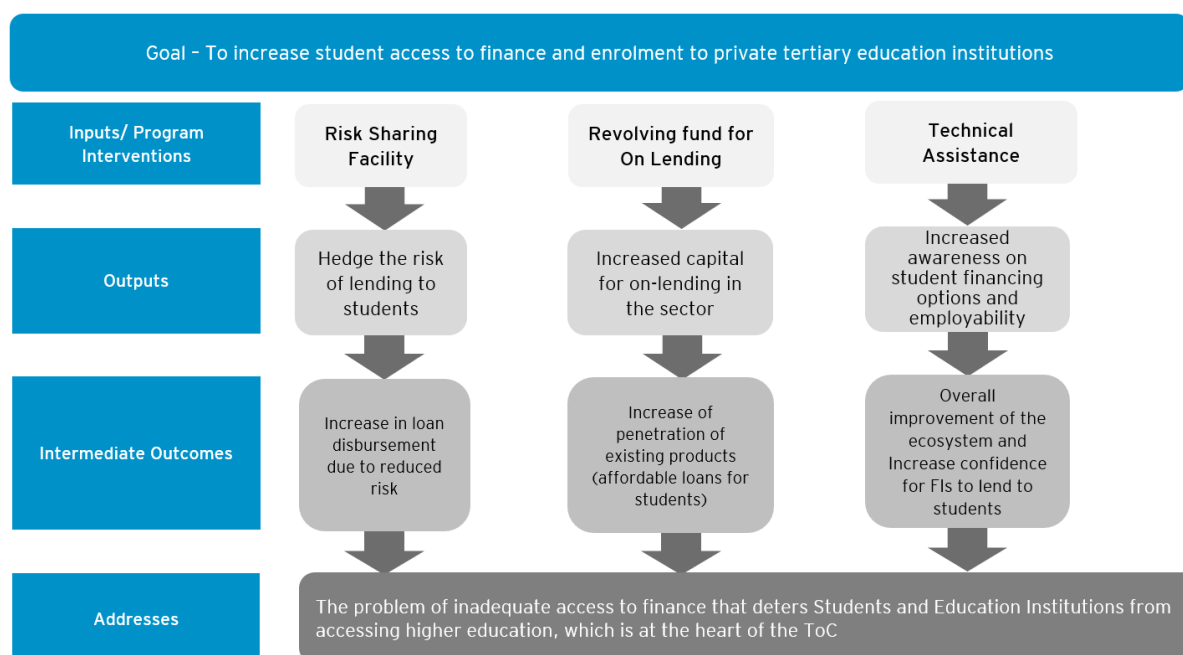 Goal – To increase student access to finance and enrolment to private tertiary education institutions
Inputs/ Program
Interventions
Risk Sharing
Facility
Revolving fund for
On Lending
Technical
Assistance
Outputs
Hedge the risk
of lending to
students
Increased capital
for on-lending in
the sector
Increased
awareness on
student financing
options and
employability
Intermediate Outcomes
Increase in loan
disbursement
due to reduced
risk
Increase of
penetration of
existing products
(affordable loans for
students)
Overall
improvement of the
ecosystem and
Increase confidence
for FIs to lend to
students
Addresses
The problem of inadequate access to finance that deters Students and Education Institutions from
accessing higher education, which is at the heart of the ToC